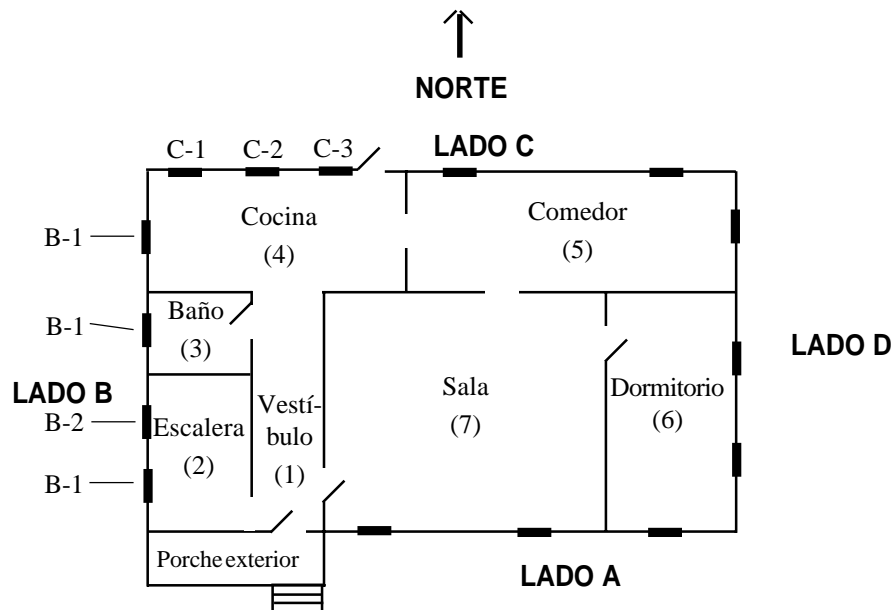 NORTE
LADO C
C-1
C-2
C-3
Cocina
(4)
Comedor
(5)
B-1
Baño
(3)
B-1
LADO D
LADO B
Sala
(7)
Dormitorio
(6)
Vestí-
bulo
(1)
B-2
Escalera
(2)
B-1
Porche exterior
LADO A